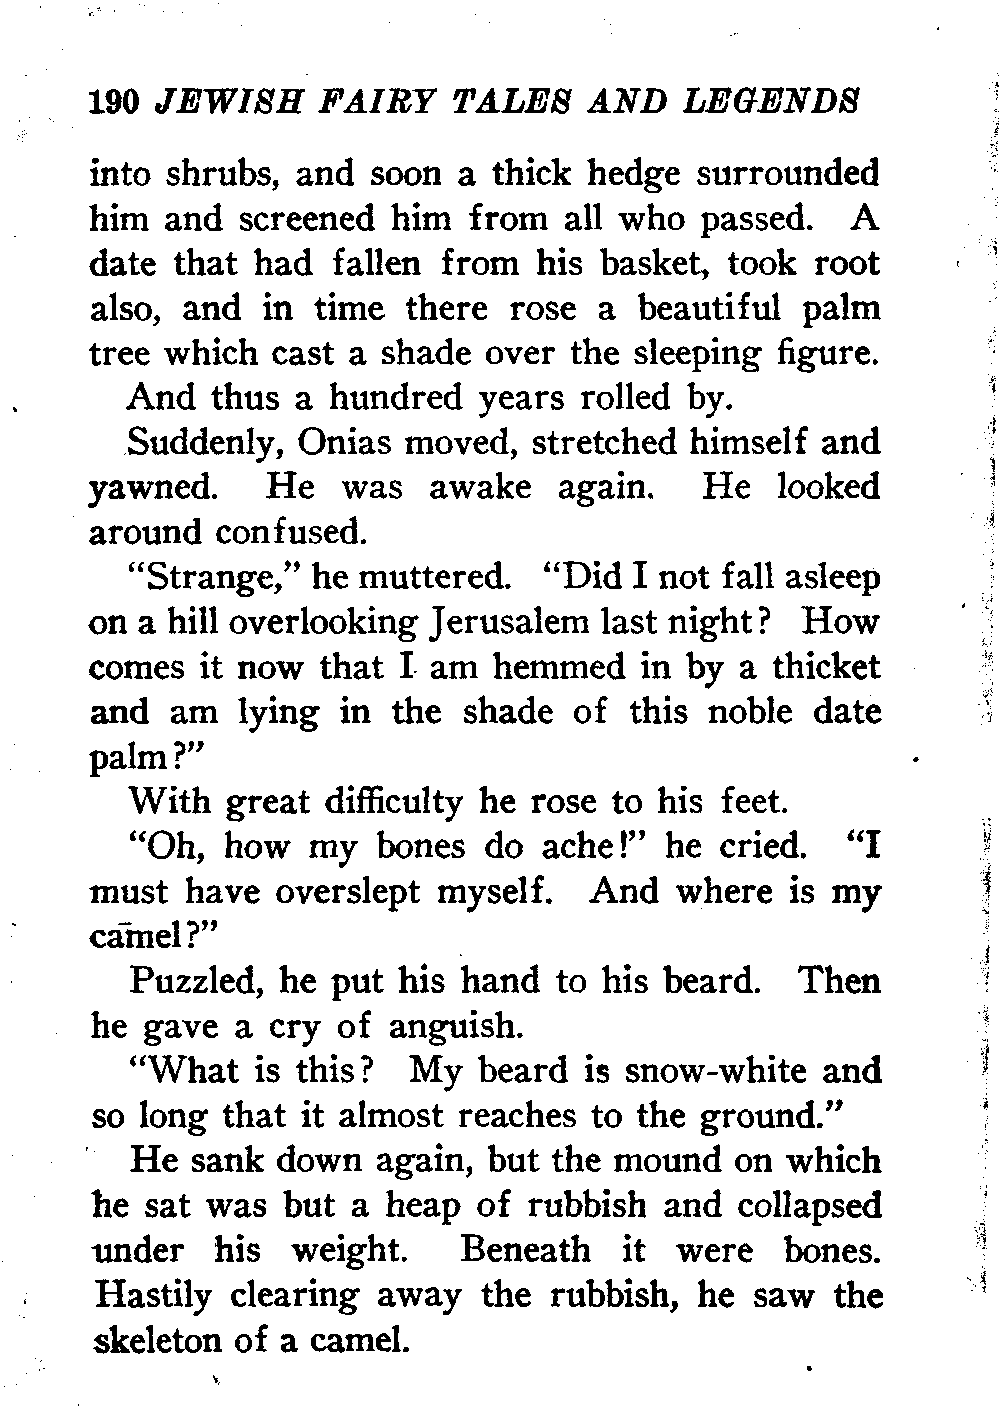 190 JEWISH FAIRY TALES AND LEGENDS
into shrubs, and soon a thick hedge surrounded
him and screened him from all who passed. A
date that had fallen from his basket, took root
also, and in time there rose a beautiful palm
tree which cast a shade over the sleeping figure.
And thus a hundred years rolled by.
Suddenly, Onias moved, stretched himself and
yawned. He was awake again. He looked
around confused.
“Strange,” he muttered. “Did I not fall asleep
on a hill overlooking Jerusalem last night? How
comes it now that I am hemmed in by a thicket
and am lying in the shade of this noble date
palm?”
With great difficulty he rose to his feet.
“Oh, how my bones do ache!” he cried. “I
must have overslept myself. And where is my
camel?”
Puzzled, he put his hand to his beard. Then
he gave a cry of anguish.
“What is this? My beard is snow-white and
so long that it almost reaches to the ground.”
He sank down again, but the mound on which
he sat was but a heap of rubbish and collapsed
under his weight. Beneath it were bones.
Hastily clearing away the rubbish, he saw the
skeleton of a camel.